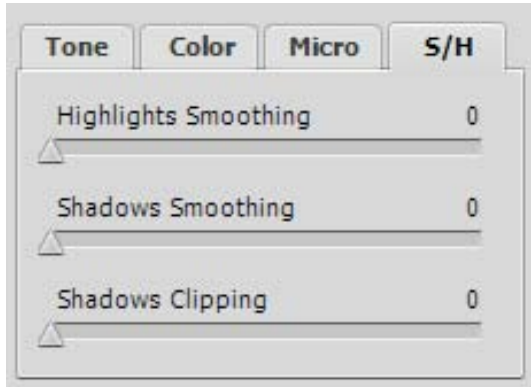 Tone Color Micro S/H
Highlights Smoothing 0
Shadows Smoothing 0
Shadows Clipping 0